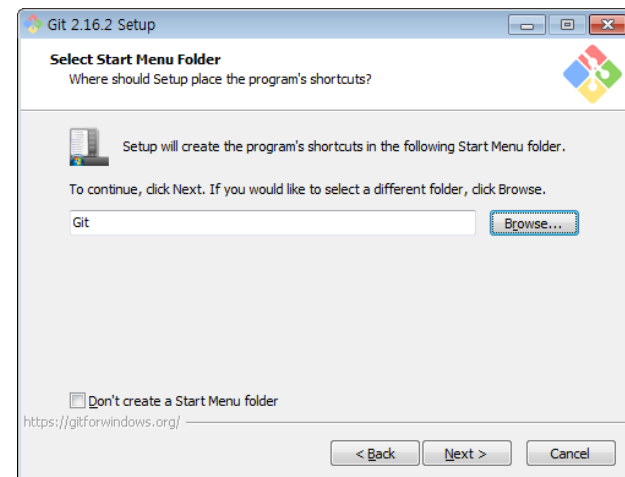 Git 2.16.2 Setup
Select Start Menu Folder
Where should Setup place the program's shortcuts?
Setup will create the program's shortcuts in the following Start Menu folder.
To continue, click Next. If you would like to select a different folder, click Browse.
Git
Browse...
Don't create a Start Menu folder
https://gitforwindows.org/
< Back
Next >
Cancel